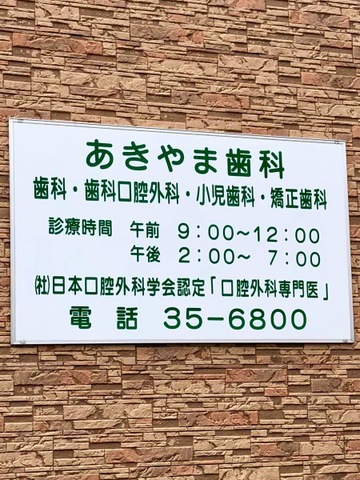 あきやま歯科
歯科・歯科口腔外科・小児歯科・矯正歯科
診療時間 午前 9：00～12：00
午後 2：00～ 7：00
㈳日本口腔外科学会認定「口腔外科専門医」
電話 35-6800